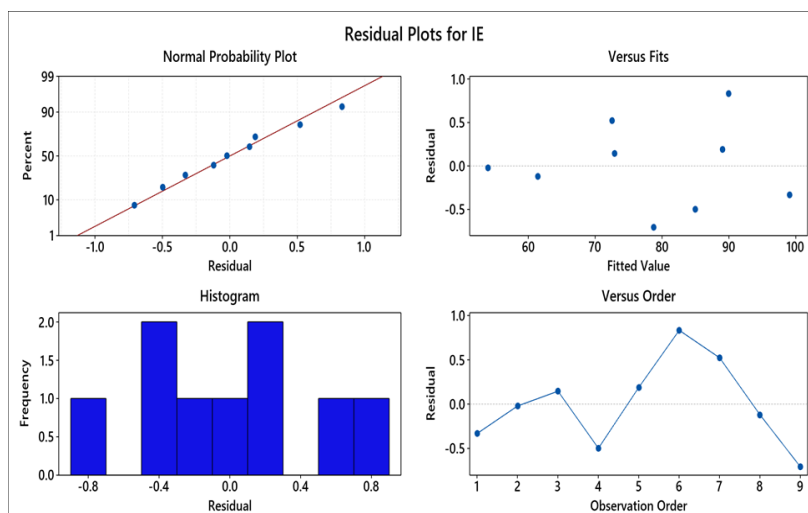 Residual Plots for IE
Normal Probability Plot
99
90
50
10
1
Percent
-1.0 -0.5 0.0 0.5 1.0
Residual
Versus Fits
1.0
0.5
0.0
-0.5
Residual
60 70 80 90 100
Fitted Value
Histogram
2.0
1.5
1.0
0.5
0.0
Frequency
-0.8 -0.4 0.0 0.4 0.8
Residual
Versus Order
1.0
0.5
0.0
-0.5
Residual
1 2 3 4 5 6 7 8 9
Observation Order